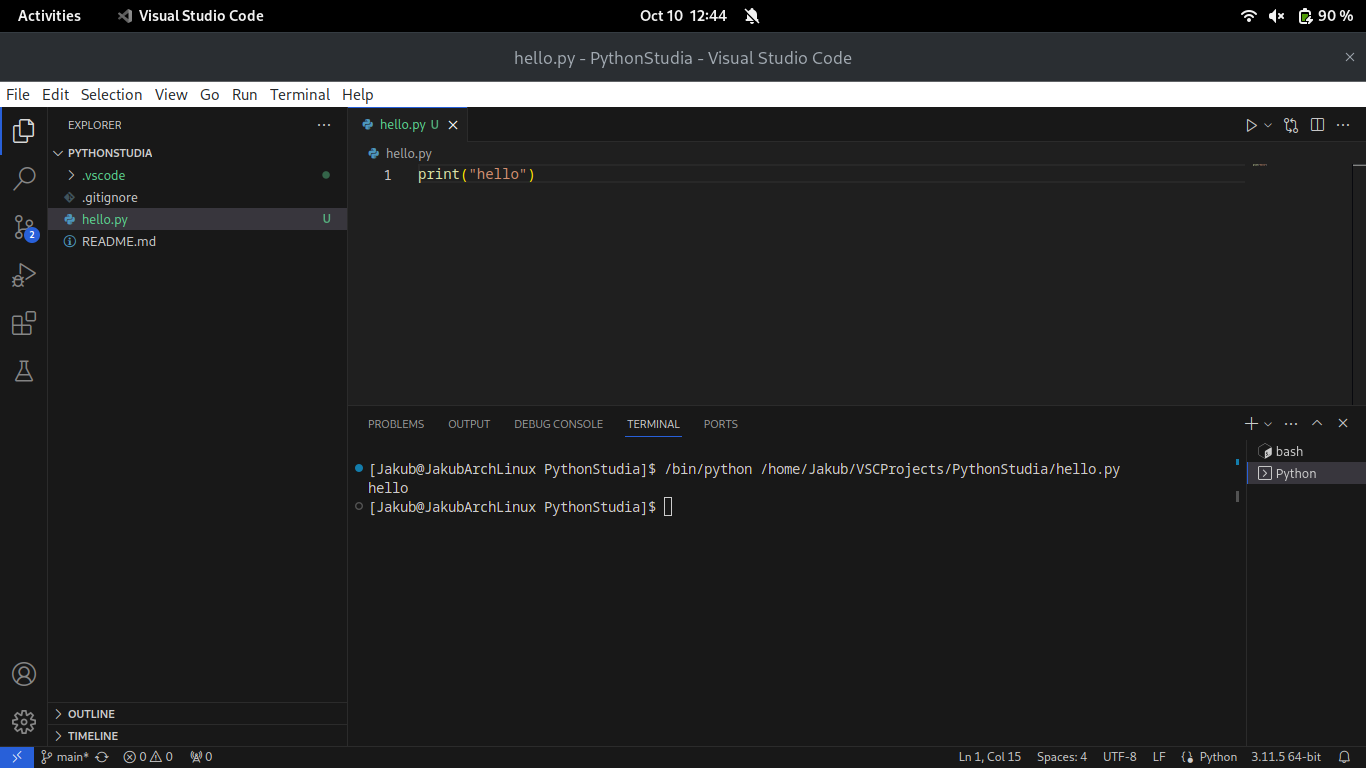 Activities Visual Studio Code Oct 10 12:44 90 %
hello.py - PythonStudia - Visual Studio Code
File Edit Selection View Go Run Terminal Help
EXPLORER
PYTHONSTUDIA
.vscode
.gitignore
hello.py U
README.md
2
OUTLINE
TIMELINE
hello.py U
hello.py
1 print("hello")
PROBLEMS OUTPUT DEBUG CONSOLE TERMINAL PORTS
[Jakub@JakubArchLinux PythonStudia]$ /bin/python /home/Jakub/VSCProjects/PythonStudia/hello.py
hello
[Jakub@JakubArchLinux PythonStudia]$
bash
Python
main* 0 0 0 Ln 1, Col 15 Spaces: 4 UTF-8 LF Python 3.11.5 64-bit